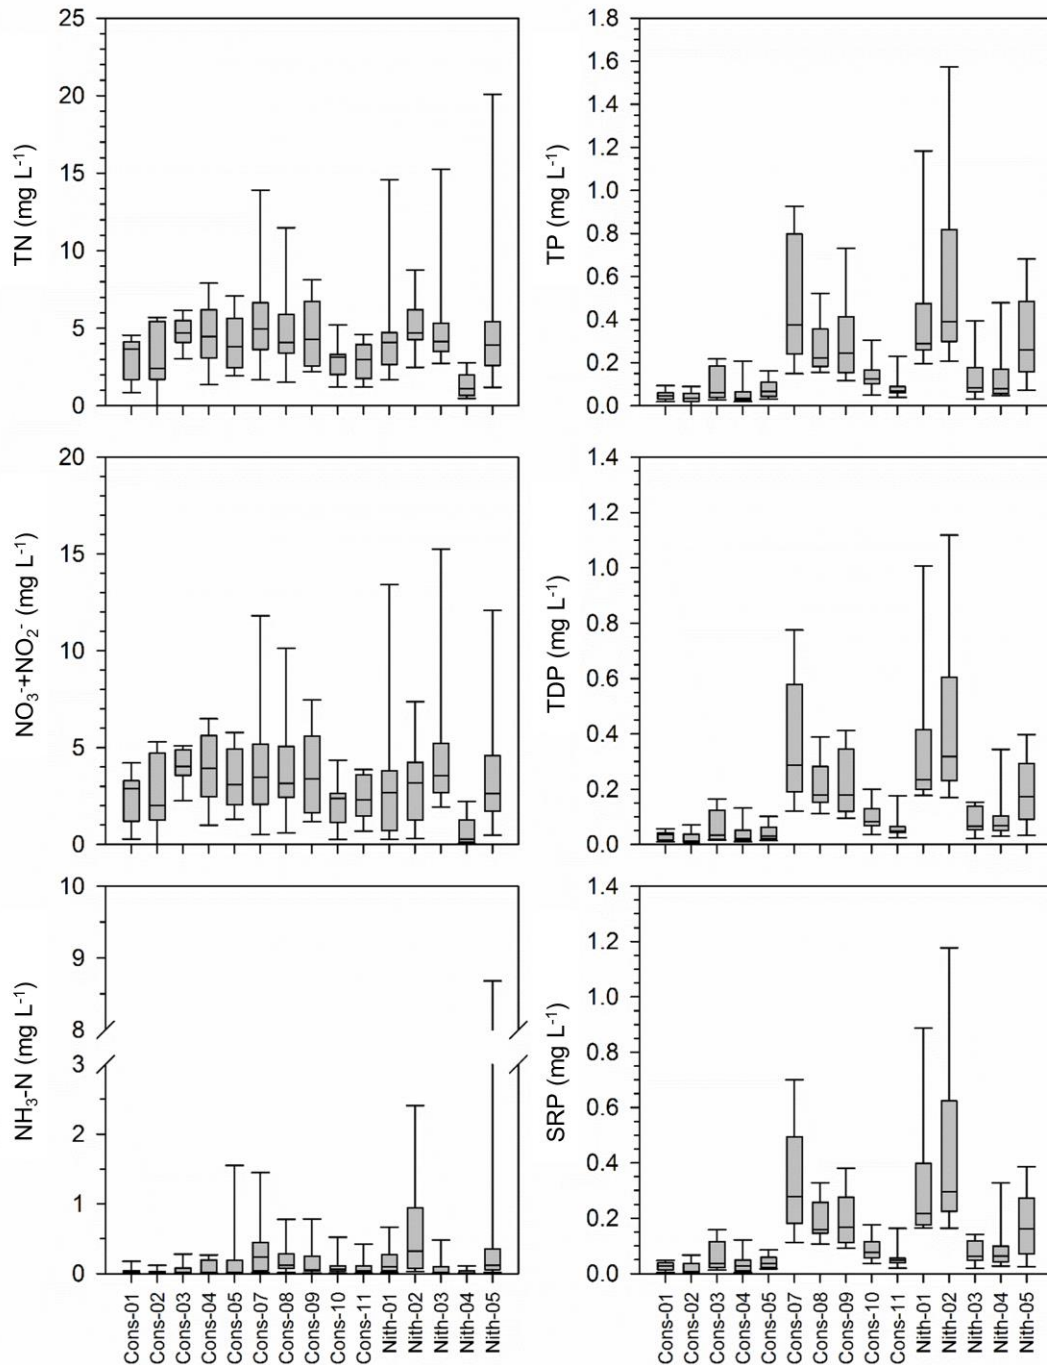 25
20
15
10
5
0
TN (mg L⁻¹)
1.8
1.6
1.4
1.2
1.0
0.8
0.6
0.4
0.2
0.0
TP (mg L⁻¹)
20
15
10
5
0
NO₃⁻+NO₂⁻ (mg L⁻¹)
1.4
1.2
1.0
0.8
0.6
0.4
0.2
0.0
TDP (mg L⁻¹)
10
9
8
3
2
1
0
NH₃-N (mg L⁻¹)
1.4
1.2
1.0
0.8
0.6
0.4
0.2
0.0
SRP (mg L⁻¹)
Cons-01
Cons-02
Cons-03
Cons-04
Cons-05
Cons-07
Cons-08
Cons-09
Cons-10
Cons-11
Nith-01
Nith-02
Nith-03
Nith-04
Nith-05
Cons-01
Cons-02
Cons-03
Cons-04
Cons-05
Cons-07
Cons-08
Cons-09
Cons-10
Cons-11
Nith-01
Nith-02
Nith-03
Nith-04
Nith-05